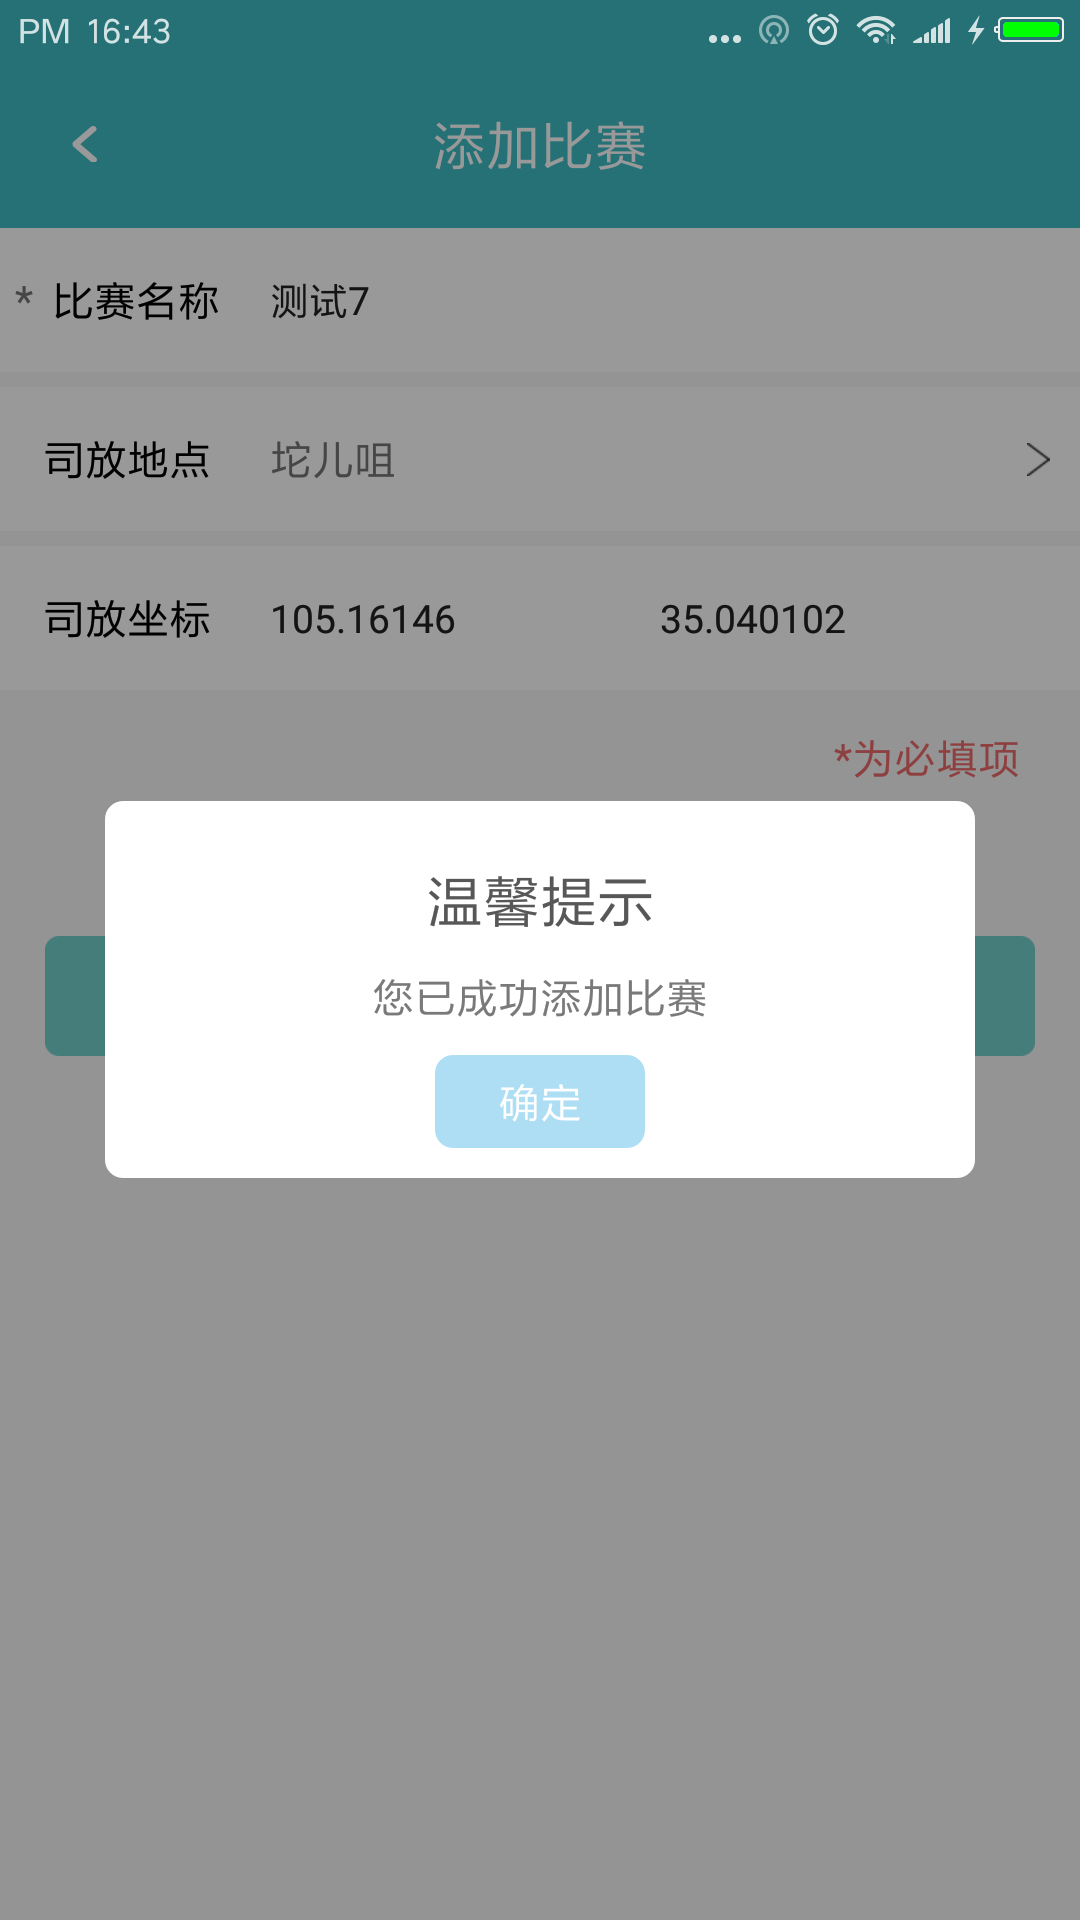 PM 16:43
添加比赛
* 比赛名称 测试7
司放地点 坨儿咀
司放坐标 105.16146 35.040102
*为必填项
温馨提示
您已成功添加比赛
确定